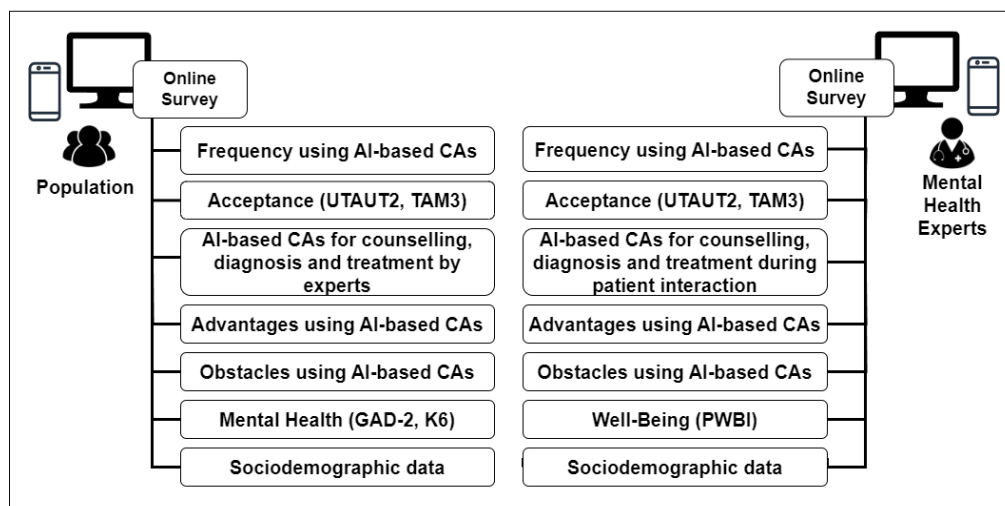 Online
Survey
Population
Frequency using AI-based CAs
Acceptance (UTAUT2, TAM3)
AI-based CAs for counselling,
diagnosis and treatment by
experts
Advantages using AI-based CAs
Obstacles using AI-based CAs
Mental Health (GAD-2, K6)
Sociodemographic data
Online
Survey
Mental
Health
Experts
Frequency using AI-based CAs
Acceptance (UTAUT2, TAM3)
AI-based CAs for counselling,
diagnosis and treatment during
patient interaction
Advantages using AI-based CAs
Obstacles using AI-based CAs
Well-Being (PWBI)
Sociodemographic data